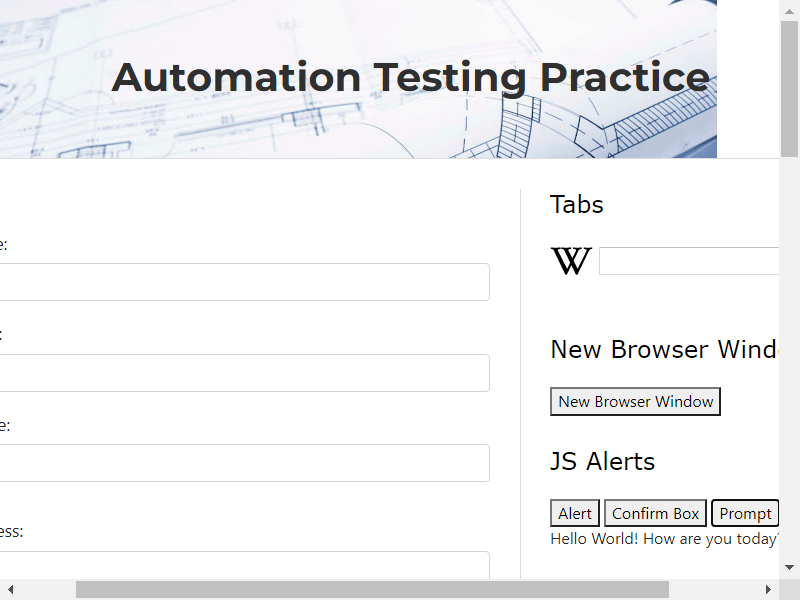 Automation Testing Practice
e:
:
e:
ess:
Tabs
W
New Browser Wind
New Browser Window
JS Alerts
Alert Confirm Box Prompt
Hello World! How are you today?